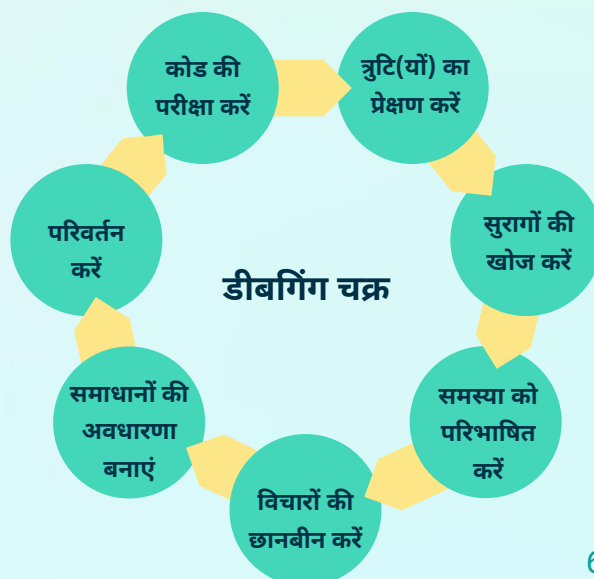 कोड की
परीक्षा करें
त्रुटि(यों) का
प्रेक्षण करें
सुरागों की
खोज करें
समस्या को
परिभाषित
करें
विचारों की
छानबीन करें
समाधानों की
अवधारणा
बनाएं
परिवर्तन
करें
डीबगिंग चक्र